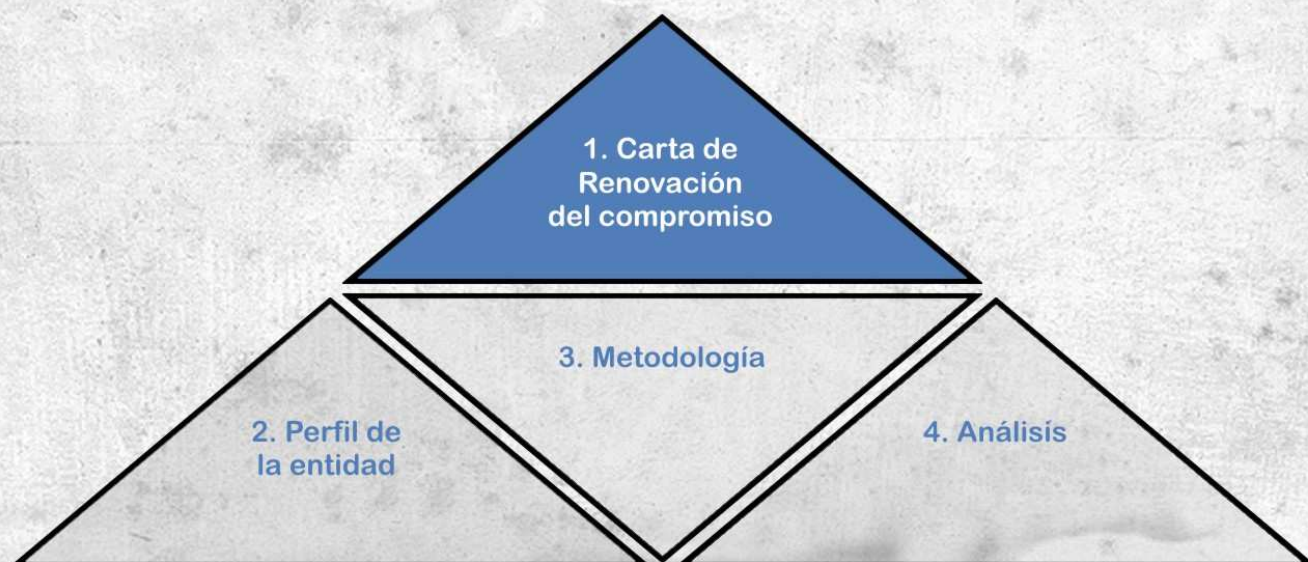 1. Carta de
Renovación
del compromiso
3. Metodología
2. Perfil de
la entidad
4. Análisis